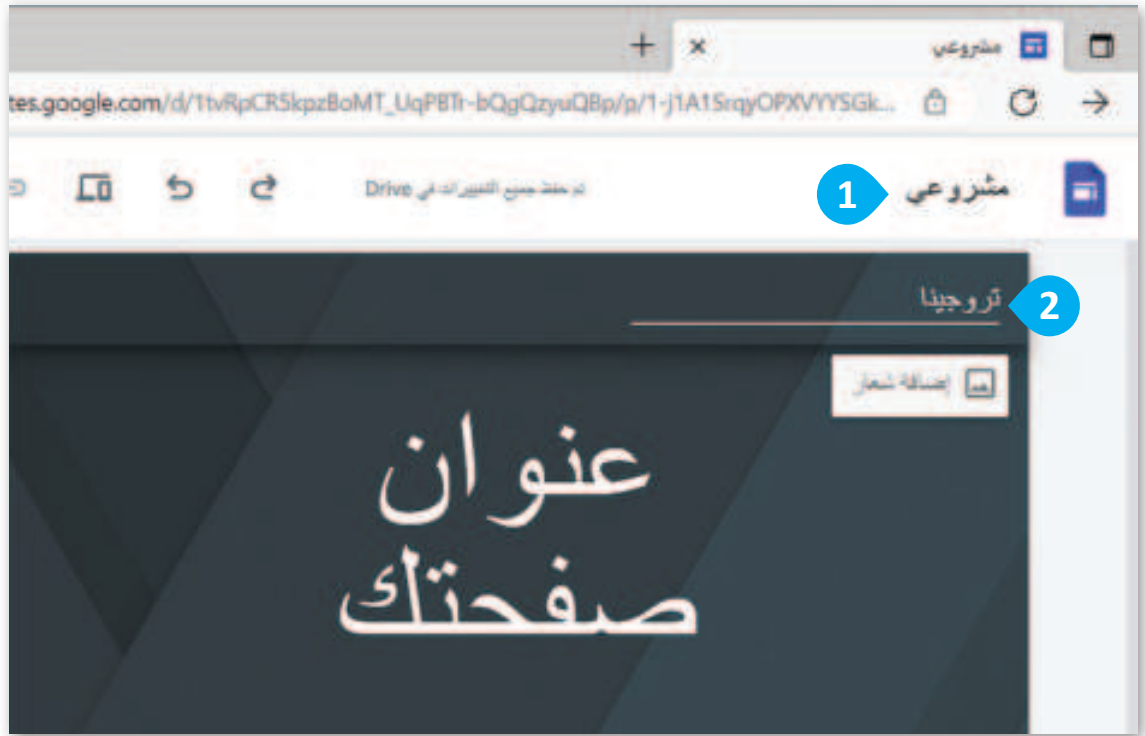 مشروعي
tes.google.com/d/1tvRpCR5kpzBoMT_UqP8Tr-bQgQzyuQBp/p/1-j1A1SrqyOPXVYYSGk...
1
مشروعي
تم حفظ جميع التغييرات في Drive
2
تروجينا
إضافة شعار
عنوان
صفحتك